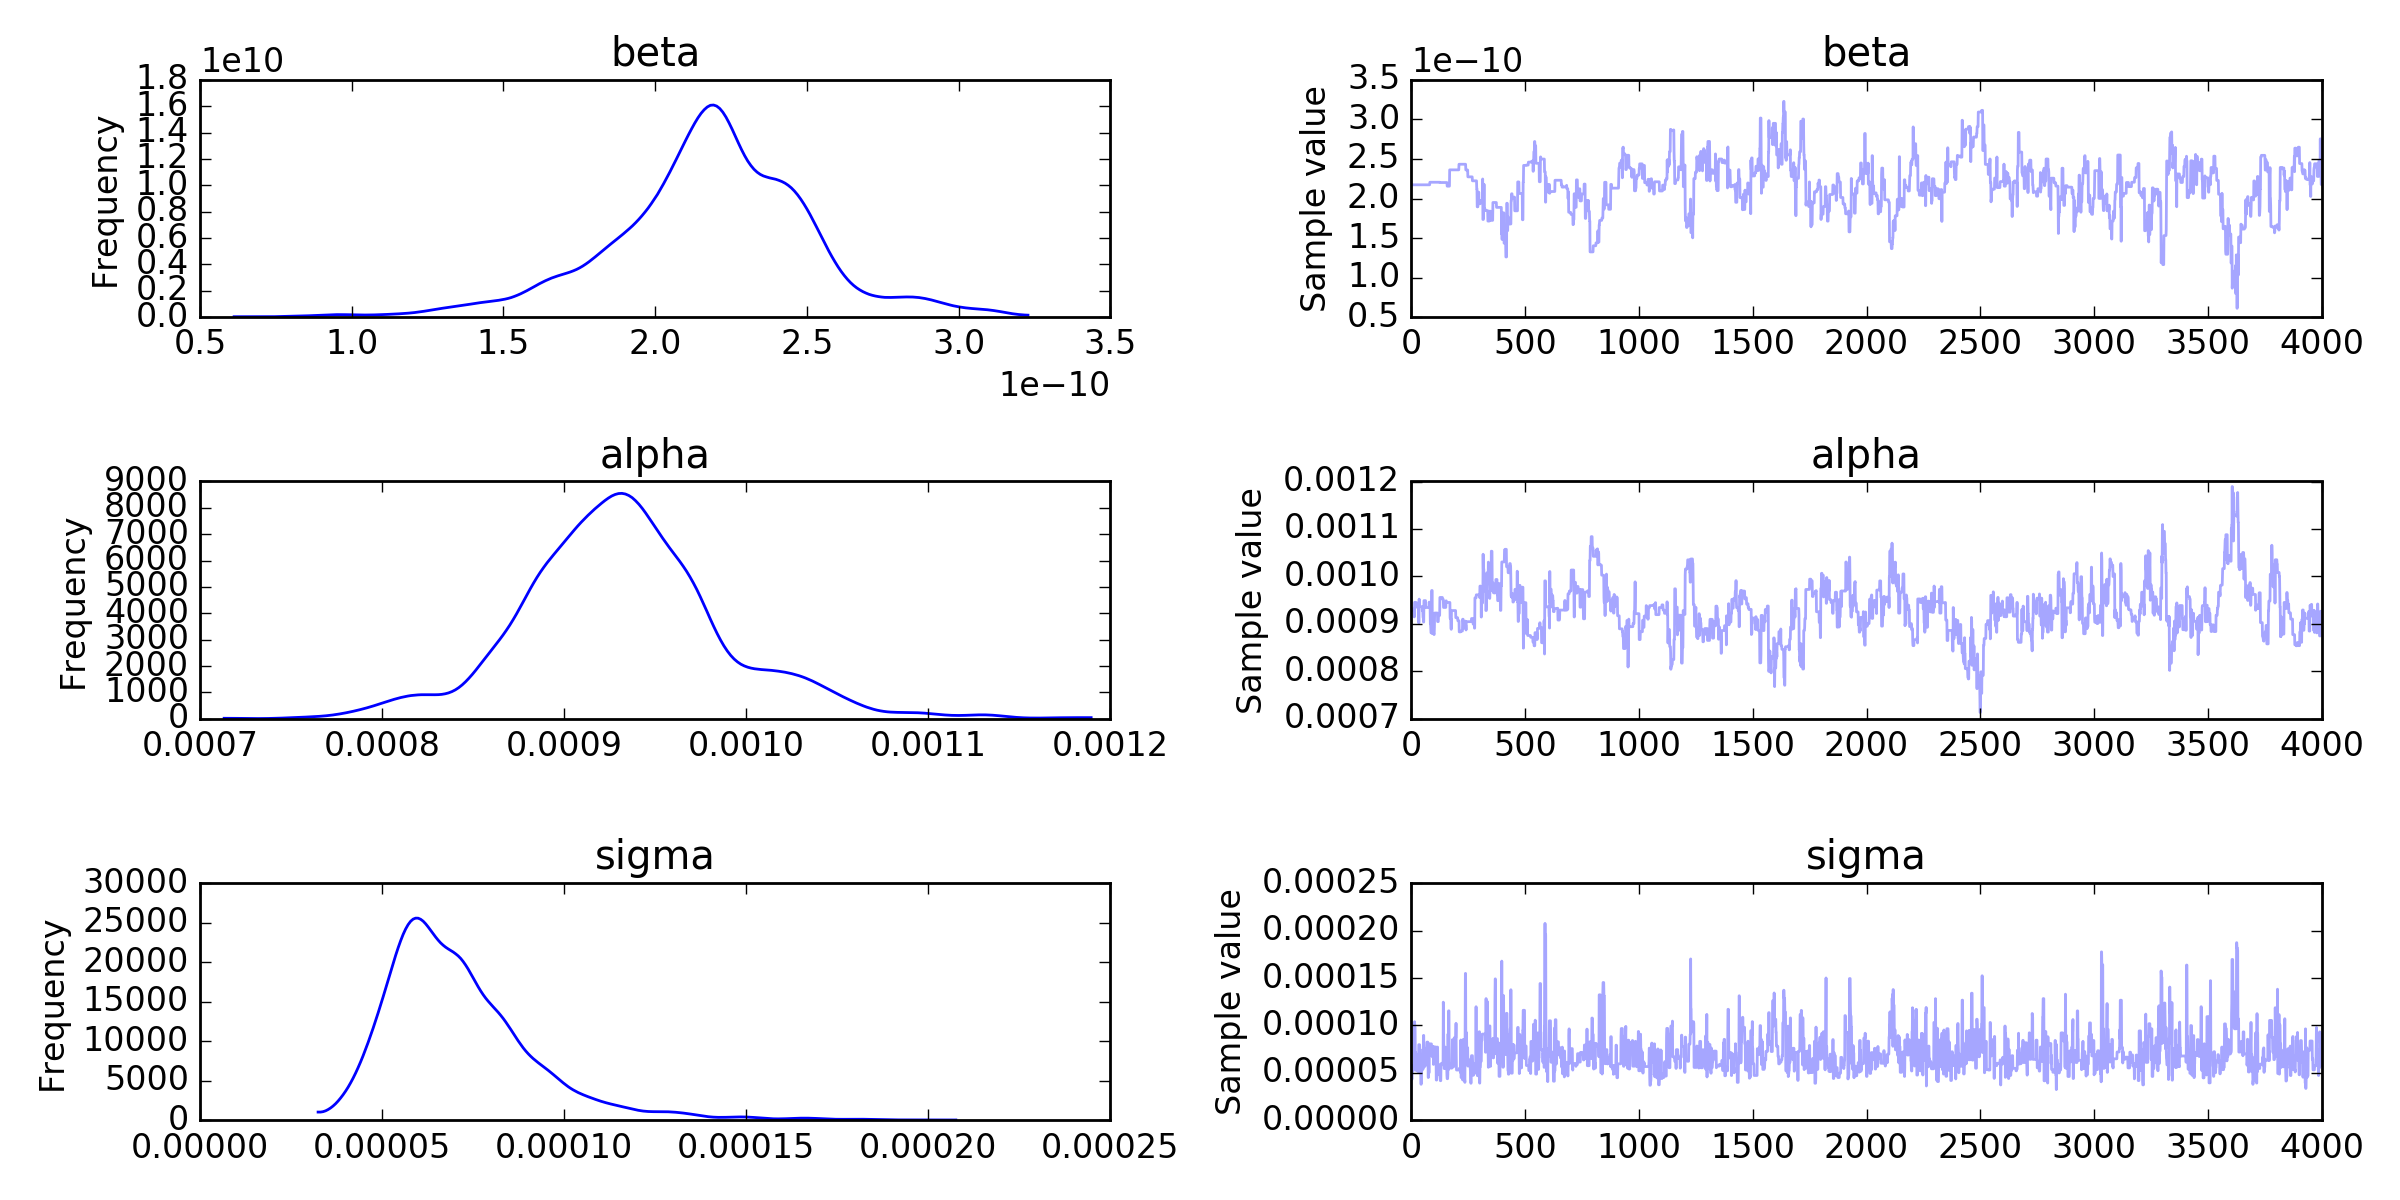 beta
1e10
Frequency
1.8
1.6
1.4
1.2
1.0
0.8
0.6
0.4
0.2
0.0
0.5 1.0 1.5 2.0 2.5 3.0 3.5
1e−10
beta
1e−10
Sample value
3.5
3.0
2.5
2.0
1.5
1.0
0.5
0 500 1000 1500 2000 2500 3000 3500 4000
alpha
Frequency
9000
8000
7000
6000
5000
4000
3000
2000
1000
0
0.0007 0.0008 0.0009 0.0010 0.0011 0.0012
alpha
Sample value
0.0012
0.0011
0.0010
0.0009
0.0008
0.0007
0 500 1000 1500 2000 2500 3000 3500 4000
sigma
Frequency
30000
25000
20000
15000
10000
5000
0
0.00000 0.00005 0.00010 0.00015 0.00020 0.00025
sigma
Sample value
0.00025
0.00020
0.00015
0.00010
0.00005
0.00000
0 500 1000 1500 2000 2500 3000 3500 4000